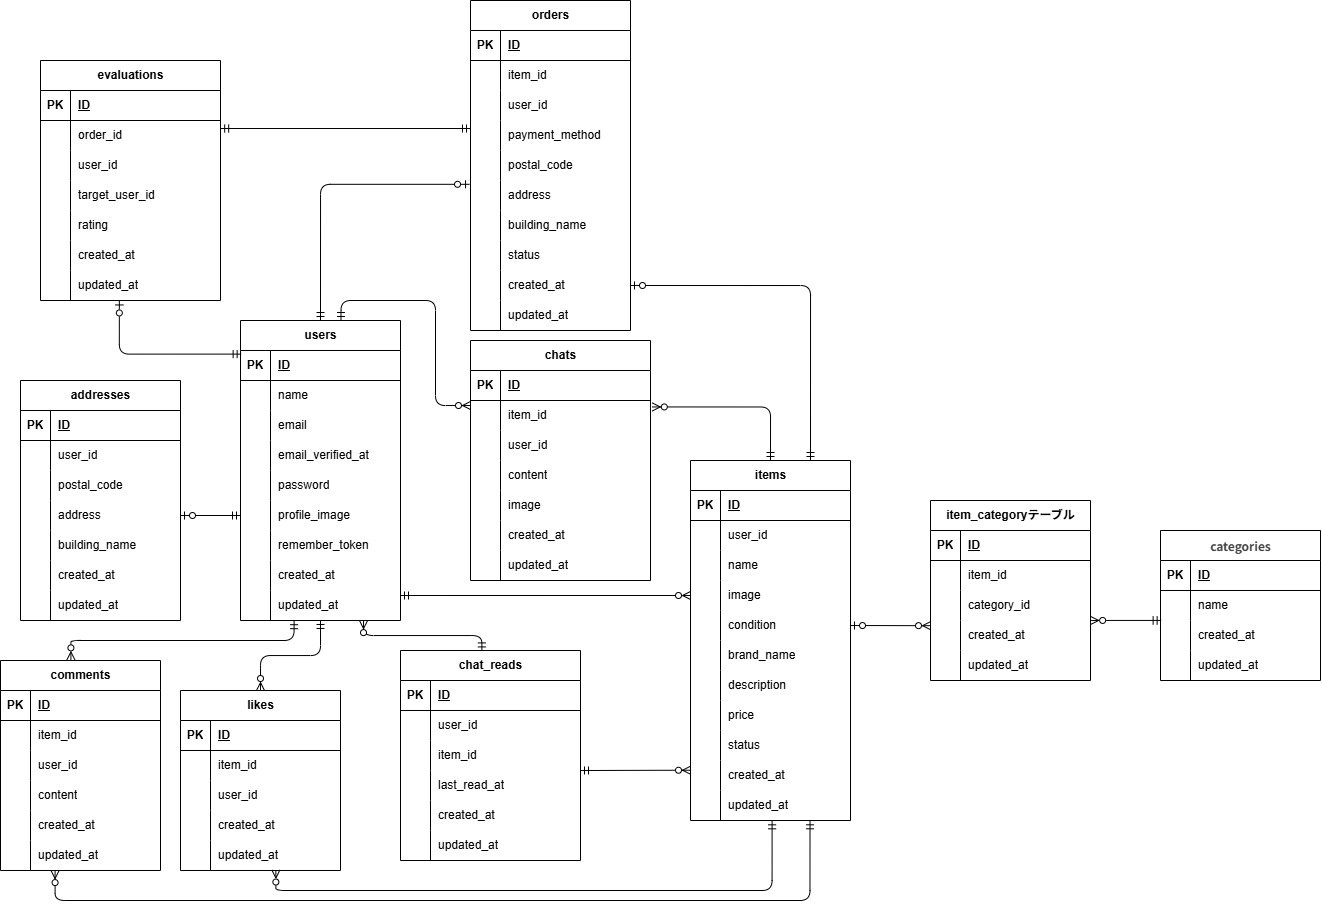 orders
PK ID
item_id
user_id
payment_method
postal_code
address
building_name
status
created_at
updated_at
evaluations
PK ID
order_id
user_id
target_user_id
rating
created_at
updated_at
users
PK ID
name
email
email_verified_at
password
profile_image
remember_token
created_at
updated_at
chats
PK ID
item_id
user_id
content
image
created_at
updated_at
addresses
PK ID
user_id
postal_code
address
building_name
created_at
updated_at
items
PK ID
user_id
name
image
condition
brand_name
description
price
status
created_at
updated_at
item_categoryテーブル
PK ID
item_id
category_id
created_at
updated_at
categories
PK ID
name
created_at
updated_at
comments
PK ID
item_id
user_id
content
created_at
updated_at
likes
PK ID
item_id
user_id
created_at
updated_at
chat_reads
PK ID
user_id
item_id
last_read_at
created_at
updated_at